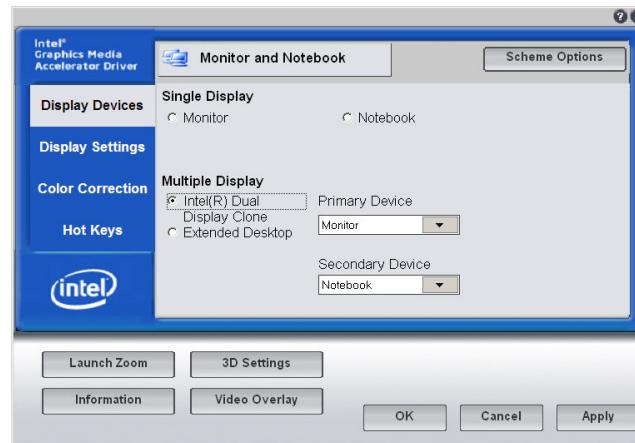 ?
Intel®
Graphics Media
Accelerator Driver
Monitor and Notebook
Scheme Options
Display Devices
Display Settings
Color Correction
Hot Keys
intel
Single Display
Monitor
Notebook
Multiple Display
Intel(R) Dual
Display Clone
Extended Desktop
Primary Device
Monitor
Secondary Device
Notebook
Launch Zoom
3D Settings
Information
Video Overlay
OK
Cancel
Apply